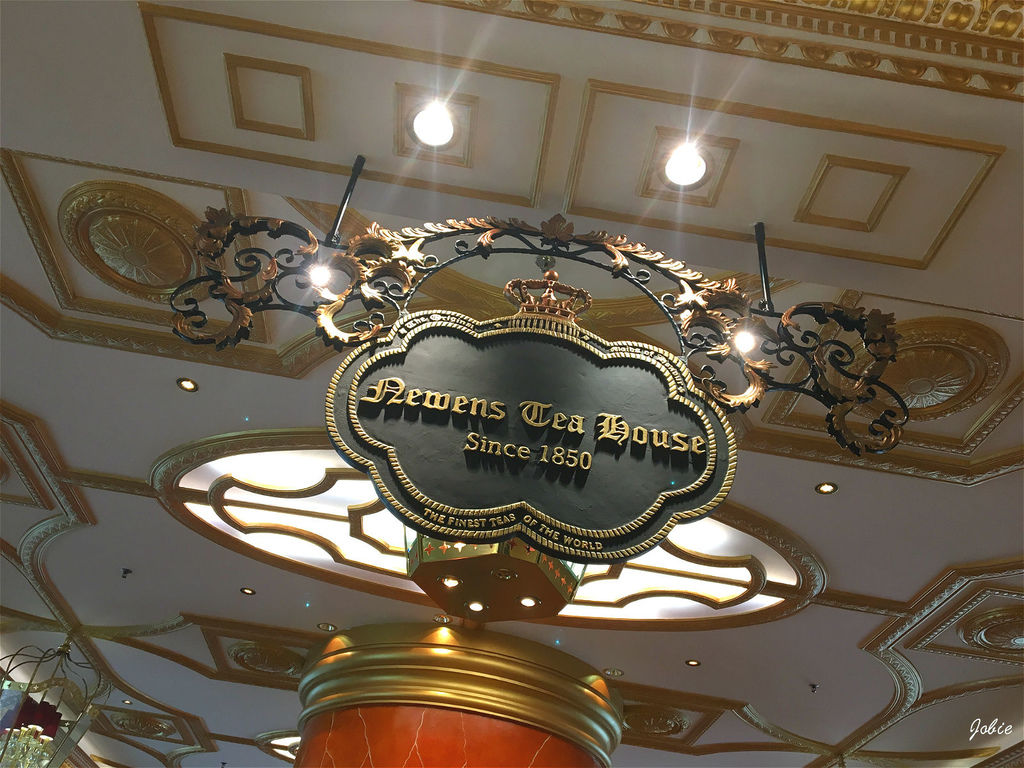 Newens Tea House
Since 1850
THE FINEST TEAS OF THE WORLD
Jobie